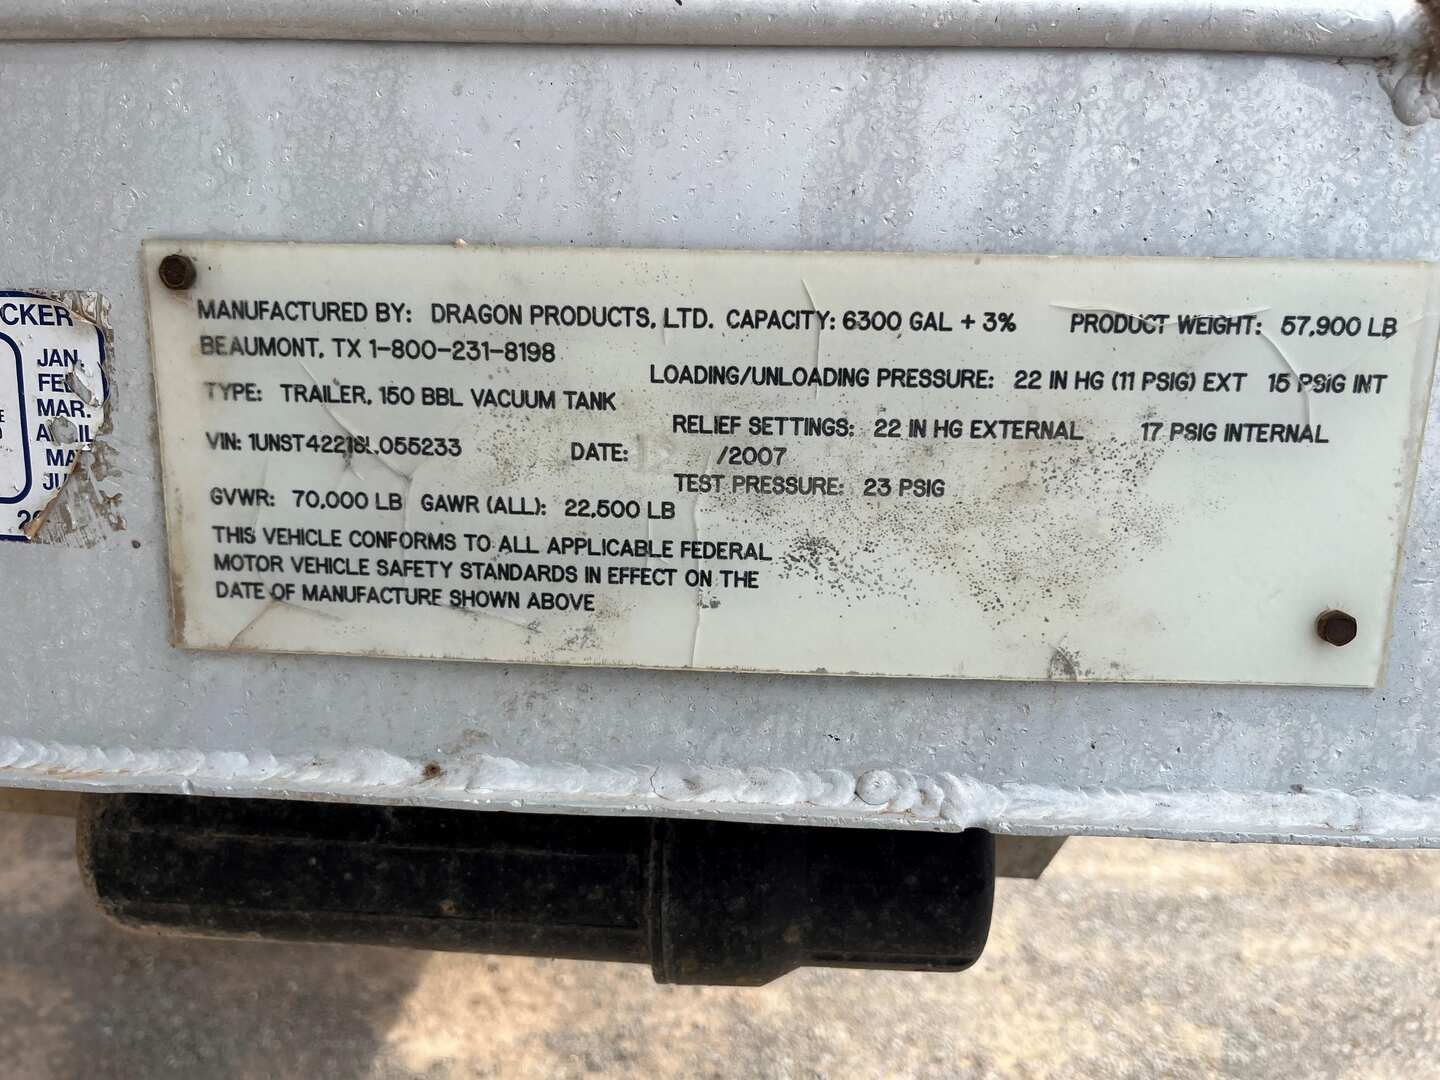 MANUFACTURED BY: DRAGON PRODUCTS, LTD. CAPACITY: 6300 GAL + 3% PRODUCT WEIGHT: 57,900 LB
BEAUMONT, TX 1-800-231-8198
LOADING/UNLOADING PRESSURE: 22 IN HG (11 PSIG) EXT 15 PSIG INT
TYPE: TRAILER, 150 BBL VACUUM TANK
RELIEF SETTINGS: 22 IN HG EXTERNAL 17 PSIG INTERNAL
VIN: DATE: /2007
TEST PRESSURE: 23 PSIG
GVWR: 70,000 LB GAWR (ALL): 22,500 LB
THIS VEHICLE CONFORMS TO ALL APPLICABLE FEDERAL
MOTOR VEHICLE SAFETY STANDARDS IN EFFECT ON THE
DATE OF MANUFACTURE SHOWN ABOVE
CKER
JAN.
MAR.